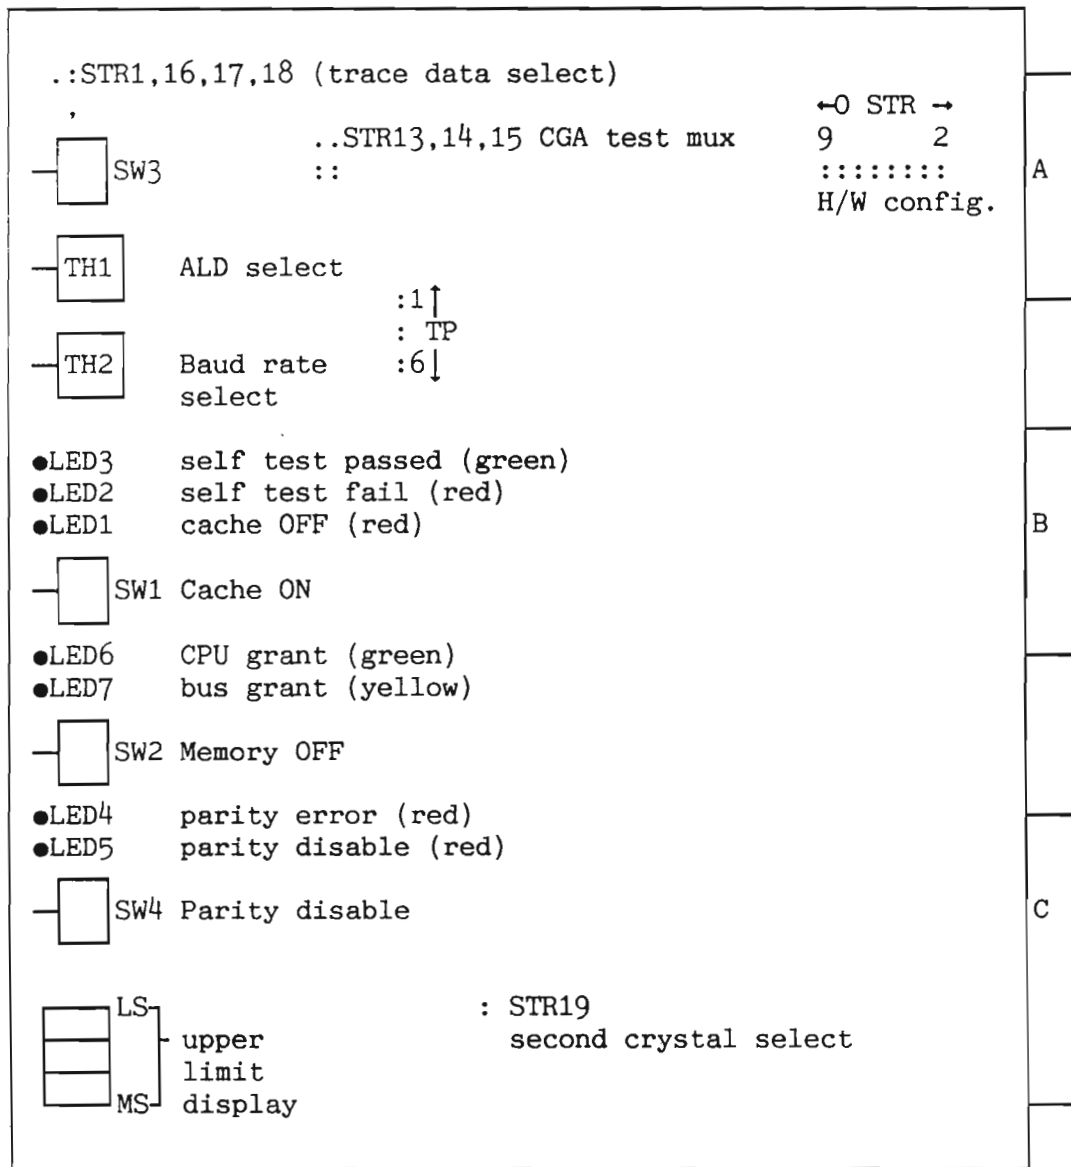 .:STR1,16,17,18 (trace data select)
←O STR →
..STR13,14,15 CGA test mux 9 2
SW3 :: :::::::: A
H/W config.
TH1 ALD select
:1↑
: TP
TH2 Baud rate :6↓
select
●LED3 self test passed (green)
●LED2 self test fail (red)
●LED1 cache OFF (red) B
SW1 Cache ON
●LED6 CPU grant (green)
●LED7 bus grant (yellow)
SW2 Memory OFF
●LED4 parity error (red)
●LED5 parity disable (red)
SW4 Parity disable C
LS : STR19
upper second crystal select
limit
MS display